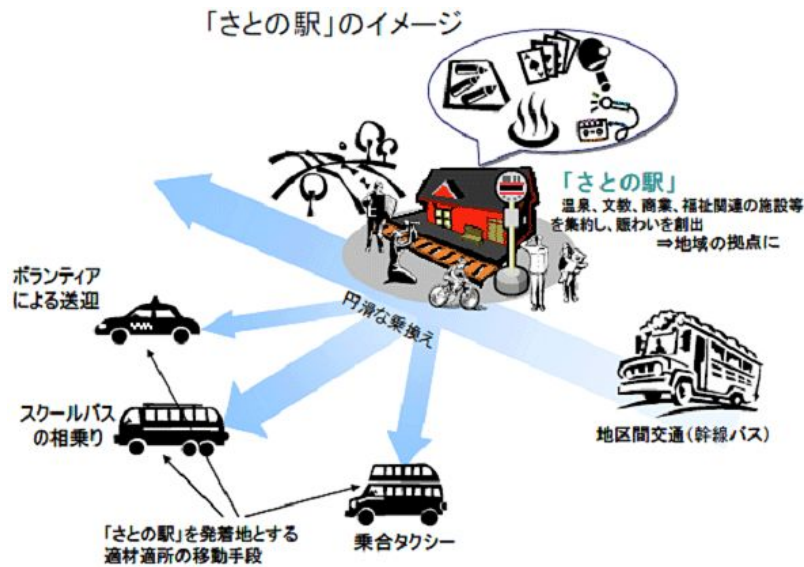 「さとの駅」のイメージ
「さとの駅」
温泉、文教、商業、福祉関連の施設等
を集約し、賑わいを創出
⇒地域の拠点に
ボランティア
による送迎
円滑な乗換え
スクールバス
の相乗り
地区間交通(幹線バス)
「さとの駅」を発着地とする
適材適所の移動手段
乗合タクシー